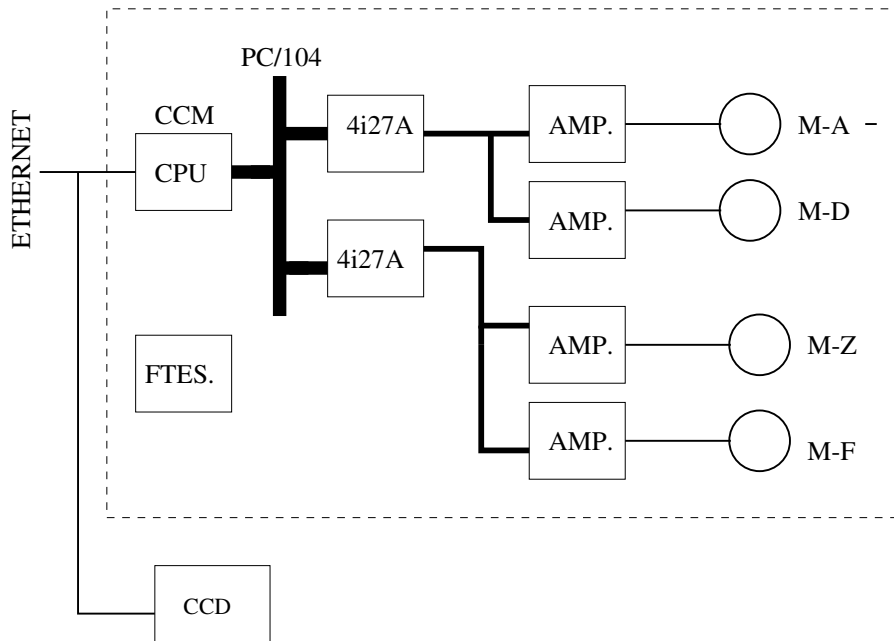 PC/104
CCM
CPU
ETHERNET
4i27A
4i27A
AMP.
M-A -
AMP.
M-D
AMP.
M-Z
AMP.
M-F
FTES.
CCD